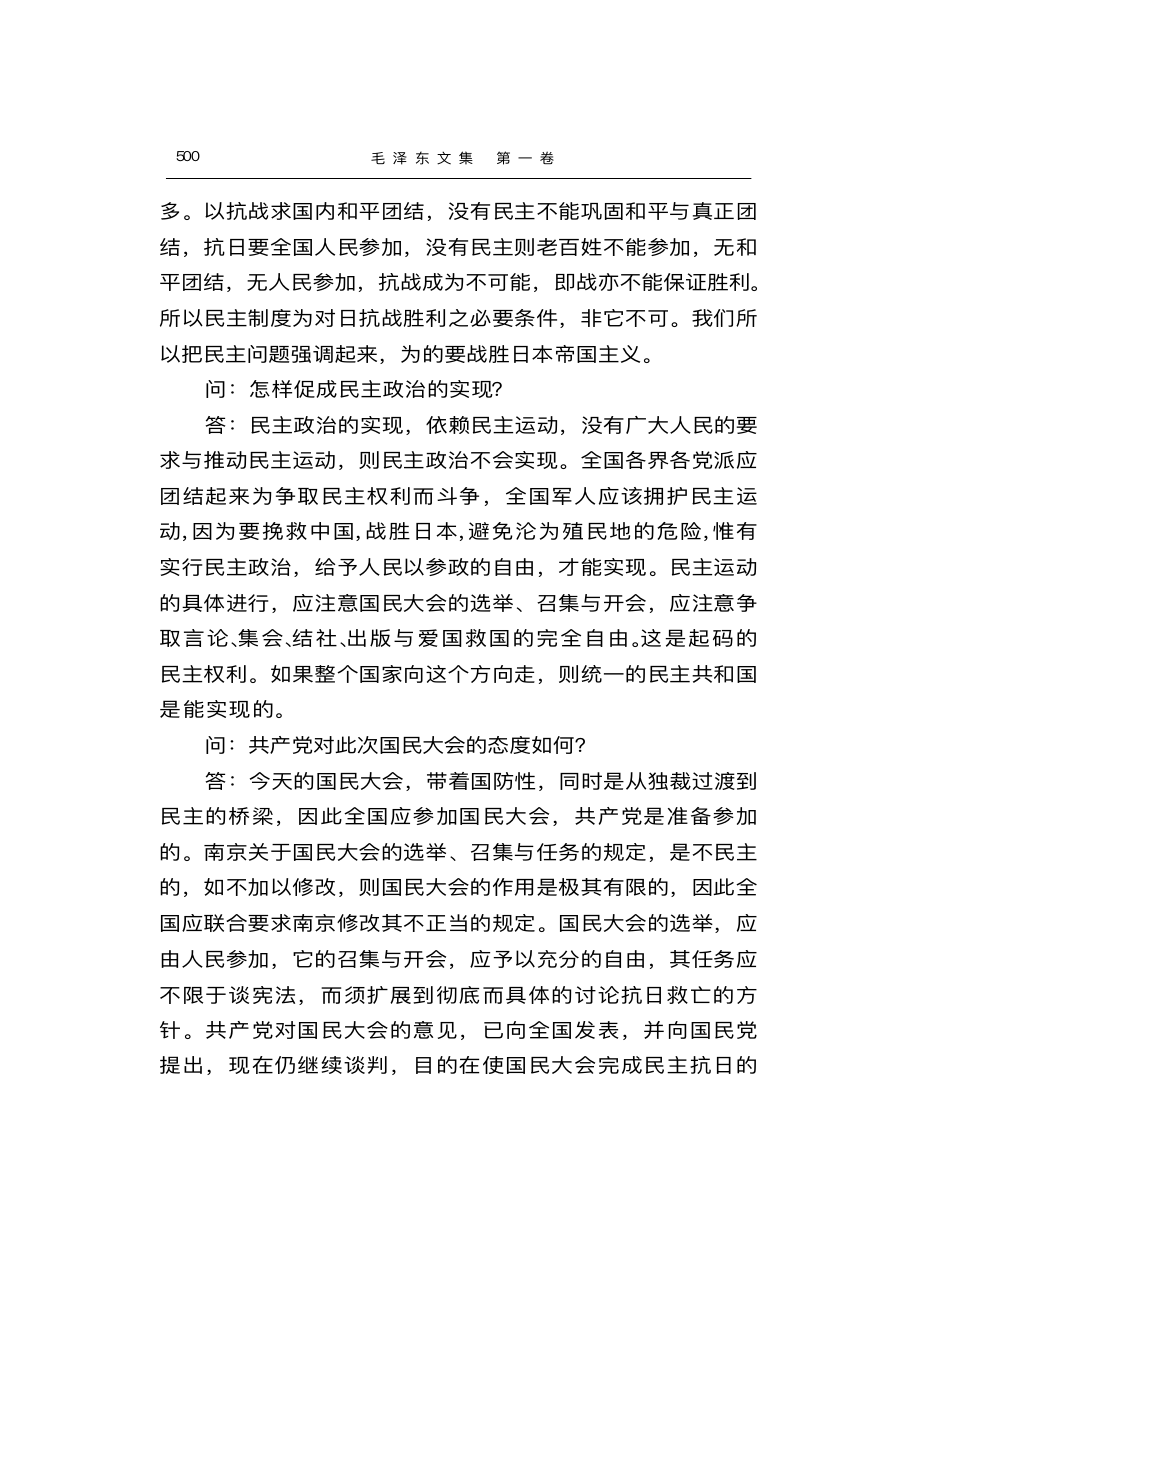 500
毛泽东文集 第一卷
多。以抗战求国内和平团结，没有民主不能巩固和平与真正团
结，抗日要全国人民参加，没有民主则老百姓不能参加，无和
平团结，无人民参加，抗战成为不可能，即战亦不能保证胜利。
所以民主制度为对日抗战胜利之必要条件，非它不可。我们所
以把民主问题强调起来，为的要战胜日本帝国主义。
问：怎样促成民主政治的实现?
答：民主政治的实现，依赖民主运动，没有广大人民的要
求与推动民主运动，则民主政治不会实现。全国各界各党派应
团结起来为争取民主权利而斗争，全国军人应该拥护民主运
动,因为要挽救中国,战胜日本,避免沦为殖民地的危险,惟有
实行民主政治，给予人民以参政的自由，才能实现。民主运动
的具体进行，应注意国民大会的选举、召集与开会，应注意争
取言论、集会、结社、出版与爱国救国的完全自由。这是起码的
民主权利。如果整个国家向这个方向走，则统一的民主共和国
是能实现的。
问：共产党对此次国民大会的态度如何?
答：今天的国民大会，带着国防性，同时是从独裁过渡到
民主的桥梁，因此全国应参加国民大会，共产党是准备参加
的。南京关于国民大会的选举、召集与任务的规定，是不民主
的，如不加以修改，则国民大会的作用是极其有限的，因此全
国应联合要求南京修改其不正当的规定。国民大会的选举，应
由人民参加，它的召集与开会，应予以充分的自由，其任务应
不限于谈宪法，而须扩展到彻底而具体的讨论抗日救亡的方
针。共产党对国民大会的意见，已向全国发表，并向国民党
提出，现在仍继续谈判，目的在使国民大会完成民主抗日的